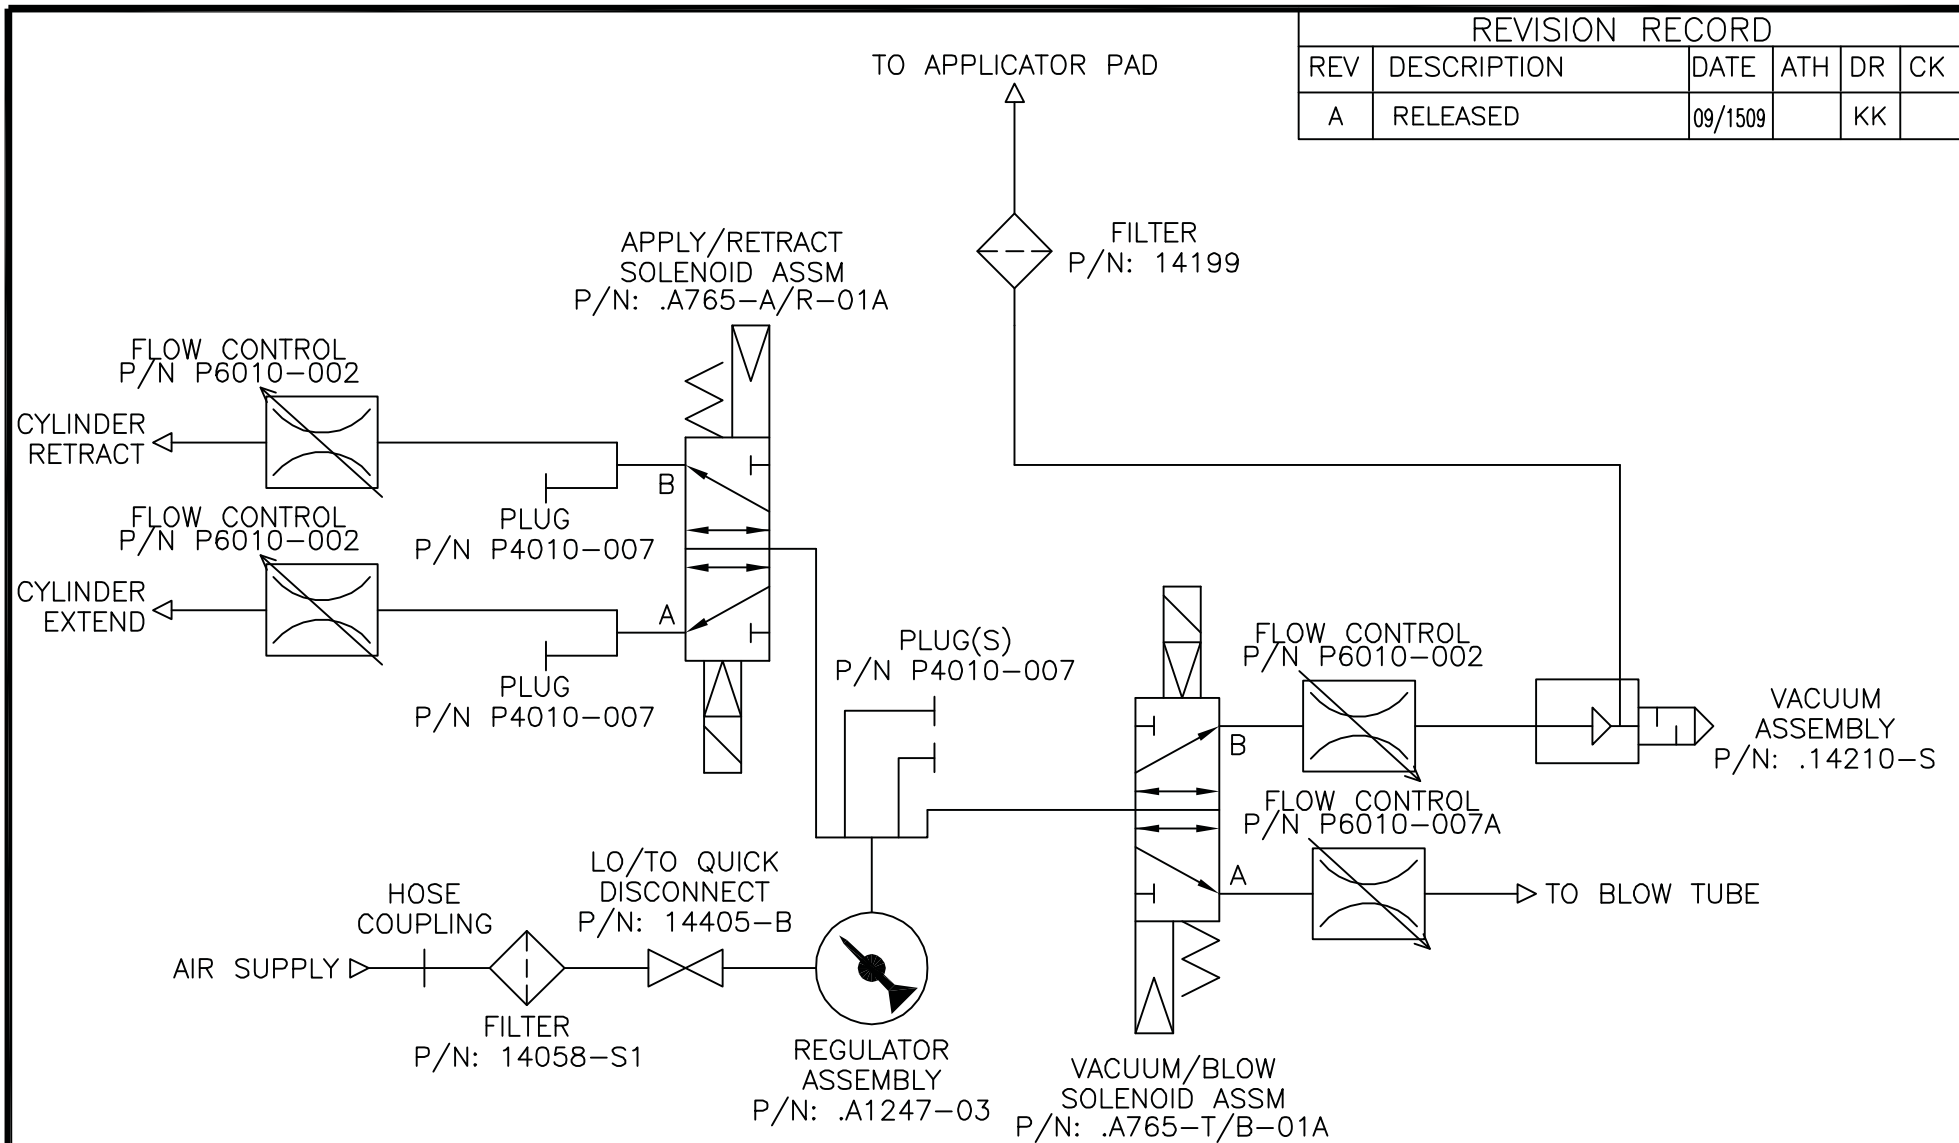 REVISION RECORD
REV DESCRIPTION DATE ATH DR CK
A RELEASED 09/1509 KK
TO APPLICATOR PAD
FILTER
P/N: 14199
APPLY/RETRACT
SOLENOID ASSM
P/N: .A765-A/R-01A
FLOW CONTROL
P/N P6010-002
CYLINDER
RETRACT
B
PLUG
P/N P4010-007
FLOW CONTROL
P/N P6010-002
CYLINDER
EXTEND
A
PLUG
P/N P4010-007
PLUG(S)
P/N P4010-007
FLOW CONTROL
P/N P6010-002
B
VACUUM
ASSEMBLY
P/N: .14210-S
FLOW CONTROL
P/N P6010-007A
A
TO BLOW TUBE
LO/TO QUICK
DISCONNECT
P/N: 14405-B
HOSE
COUPLING
AIR SUPPLY
FILTER
P/N: 14058-S1
REGULATOR
ASSEMBLY
P/N: .A1247-03
VACUUM/BLOW
SOLENOID ASSM
P/N: .A765-T/B-01A